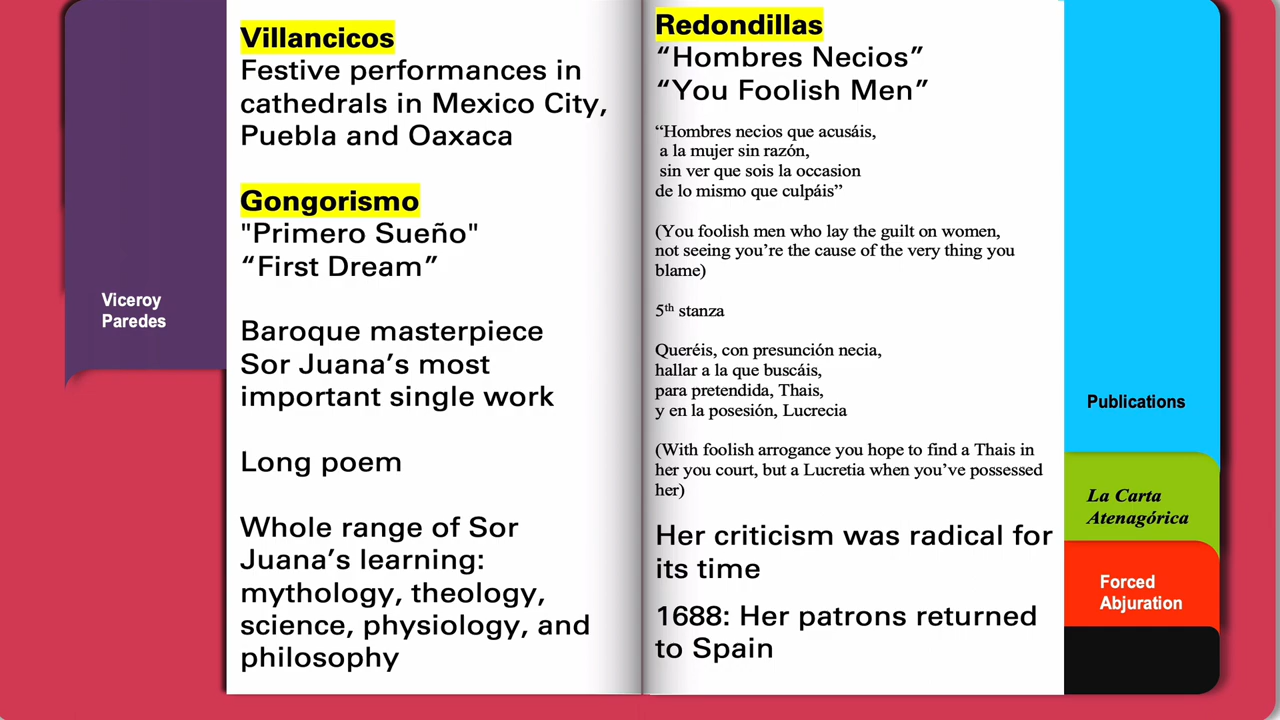 Viceroy
Paredes
Villancicos
Festive performances in
cathedrals in Mexico City,
Puebla and Oaxaca
Gongorismo
"Primero Sueño"
“First Dream”
Baroque masterpiece
Sor Juana’s most
important single work
Long poem
Whole range of Sor
Juana’s learning:
mythology, theology,
science, physiology, and
philosophy
Redondillas
“Hombres Necios”
“You Foolish Men”
“Hombres necios que acusáis,
a la mujer sin razón,
sin ver que sois la occasion
de lo mismo que culpáis”
(You foolish men who lay the guilt on women,
not seeing you’re the cause of the very thing you
blame)
5th stanza
Queréis, con presunción necia,
hallar a la que buscáis,
para pretendida, Thais,
y en la posesión, Lucrecia
(With foolish arrogance you hope to find a Thais in
her you court, but a Lucretia when you’ve possessed
her)
Her criticism was radical for
its time
1688: Her patrons returned
to Spain
Publications
La Carta
Atenagórica
Forced
Abjuration